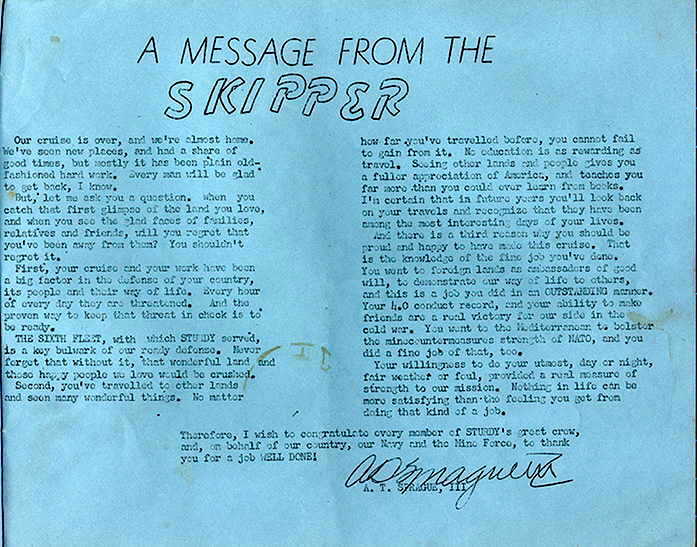 A MESSAGE FROM THE
SKIPPER
Our cruise is over, and we're almost home.
We've seen new places, and had a share of
good times, but mostly it has been plain old-
fashioned hard work. Every man will be glad
to get back, I know.
But, let me ask you a question. When you
catch that first glimpse of the land you love,
and when you see the glad faces of families,
relatives and friends, will you regret that
you've been away from them? You shouldn't
regret it.
First, your cruise and your work have been
a big factor in the defense of your country,
its people and their way of life. Every hour
of every day they are threatened. And the
proven way to keep that threat in check is to
be ready.
THE SIXTH FLEET, with which STURDY served,
is a key bulwark of our ready defense. Never
forget that without it, that wonderful land and
those happy people we love would be crushed.
Second, you've travelled to other lands
and seen many wonderful things. No matter
how far you've travelled before, you cannot fail
to gain from it. No education is as rewarding as
travel. Seeing other lands and people gives you
a fuller appreciation of America, and teaches you
far more than you could ever learn from books.
I'm certain that in future years you'll look back
on your travels and recognize that they have been
among the most interesting days of your lives.
And there is a third reason why you should be
proud and happy to have made this cruise. That
is the knowledge of the fine job you've done.
You went to foreign lands as ambassadors of good
will, to demonstrate our way of life to others,
and this is a job you did in an OUTSTANDING manner.
Your 4.0 conduct record, and your ability to make
friends are a real victory for our side in the
cold war. You went to the Mediterranean to bolster
the minecountermeasures strength of NATO, and you
did a fine job of that, too.
Your willingness to do your utmost, day or night,
fair weather or foul, provided a real measure of
strength to our mission. Nothing in life can be
more satisfying than the feeling you get from
doing that kind of a job.
Therefore, I wish to congratulate every member of STURDY's great crew,
and, on behalf of our country, our Navy and the Mine Force, to thank
you for a job WELL DONE!
A. T. SPRAGUE, III